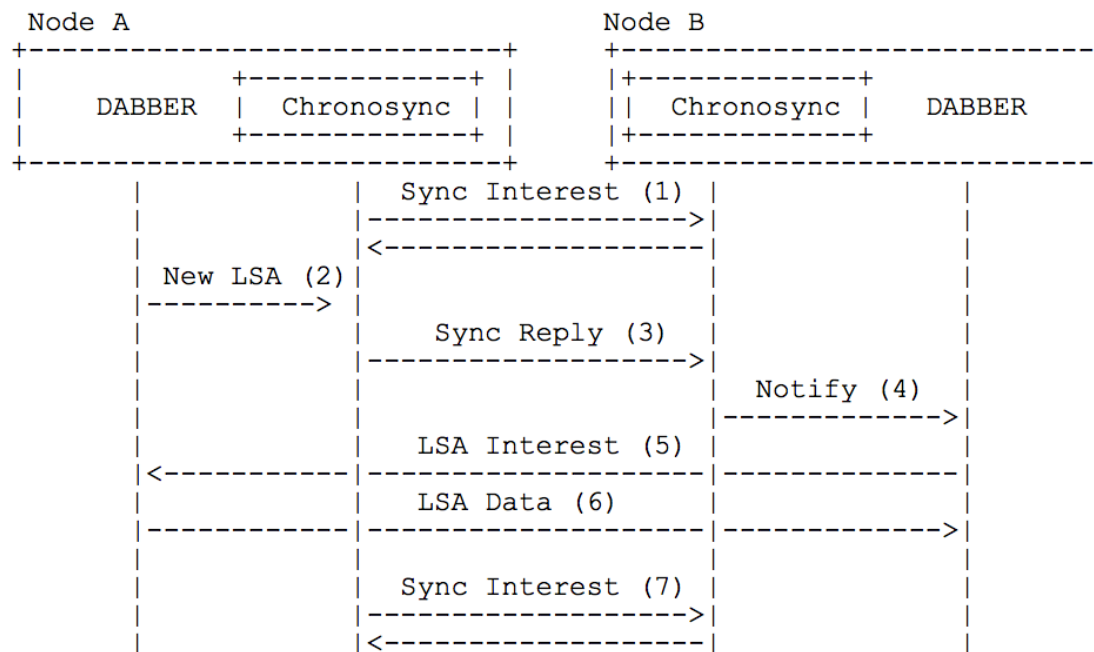 Node A Node B
DABBER Chronosync Chronosync DABBER
Sync Interest (1)
New LSA (2)
Sync Reply (3)
Notify (4)
LSA Interest (5)
LSA Data (6)
Sync Interest (7)